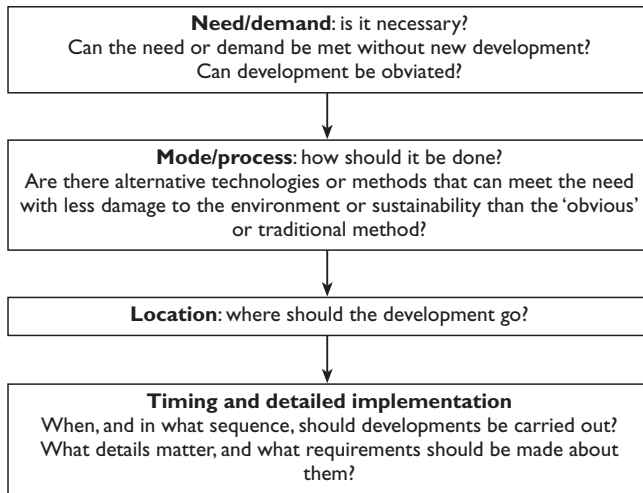 Need/demand: is it necessary?
Can the need or demand be met without new development?
Can development be obviated?
Mode/process: how should it be done?
Are there alternative technologies or methods that can meet the need
with less damage to the environment or sustainability than the ‘obvious’
or traditional method?
Location: where should the development go?
Timing and detailed implementation
When, and in what sequence, should developments be carried out?
What details matter, and what requirements should be made about
them?